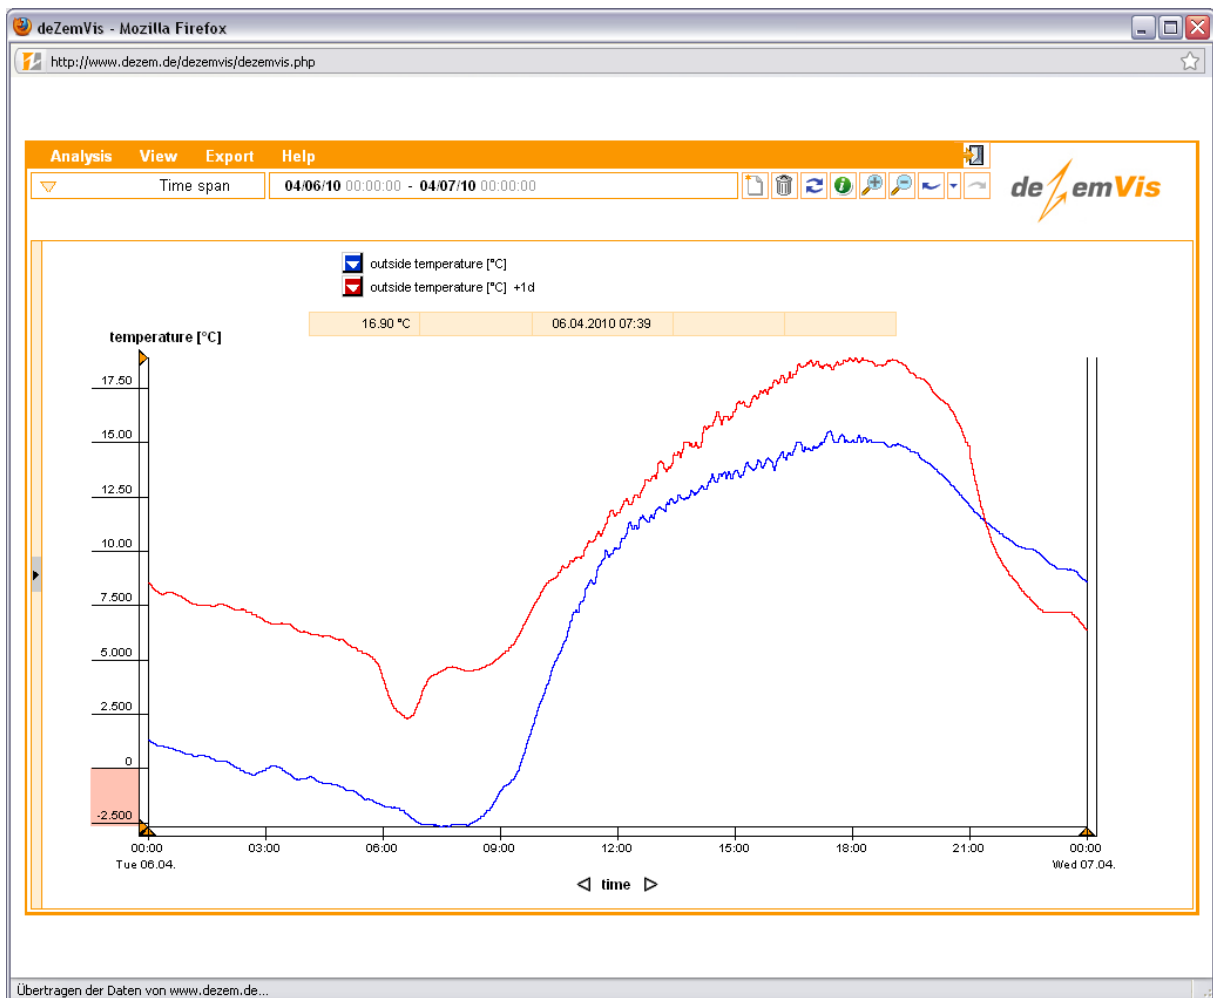 deZemVis - Mozilla Firefox
http://www.dezem.de/dezemvis/dezemvis.php
Analysis View Export Help
Time span 04/06/10 00:00:00 - 04/07/10 00:00:00
deZemVis
outside temperature [°C]
outside temperature [°C] +1d
16.90 °C 06.04.2010 07:39
temperature [°C]
17.50
15.00
12.50
10.00
7.500
5.000
2.500
0
-2.500
00:00 03:00 06:00 09:00 12:00 15:00 18:00 21:00 00:00
Tue 06.04. Wed 07.04.
time
Übertragen der Daten von www.dezem.de...